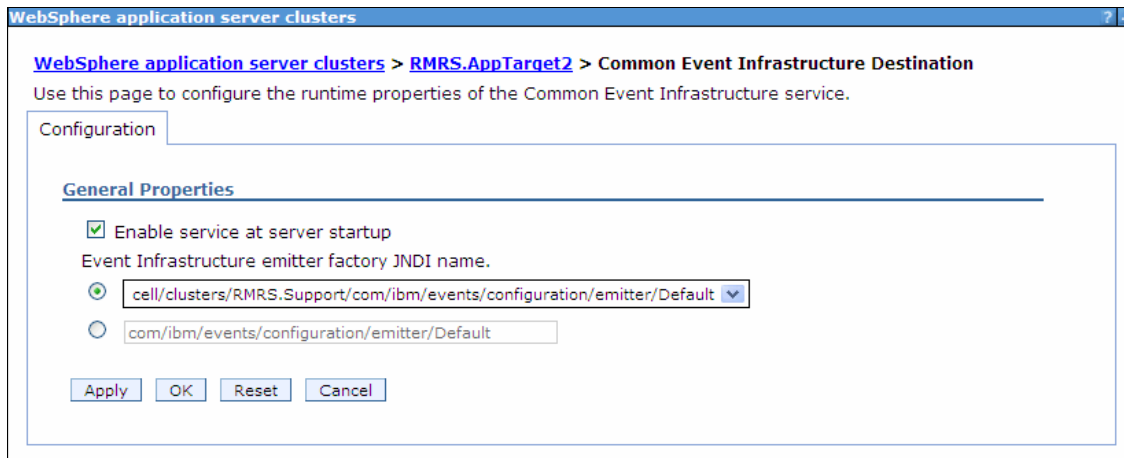 WebSphere application server clusters ?
WebSphere application server clusters > RMRS.AppTarget2 > Common Event Infrastructure Destination
Use this page to configure the runtime properties of the Common Event Infrastructure service.
Configuration
General Properties
Enable service at server startup
Event Infrastructure emitter factory JNDI name.
cell/clusters/RMRS.Support/com/ibm/events/configuration/emitter/Default
com/ibm/events/configuration/emitter/Default
Apply OK Reset Cancel